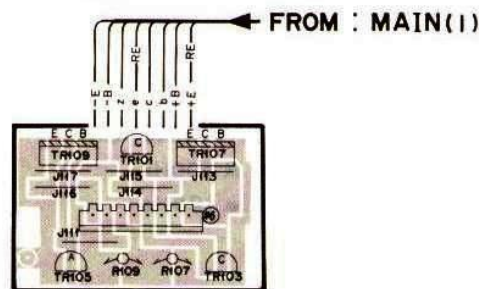 FROM : MAIN(1)
-E -B z e RE c b +B +E RE
E C B C E C B
TR109 TR101 TR107
J117 J115 J113
J116 J114
J111
A C
TR105 R109 R107 TR103